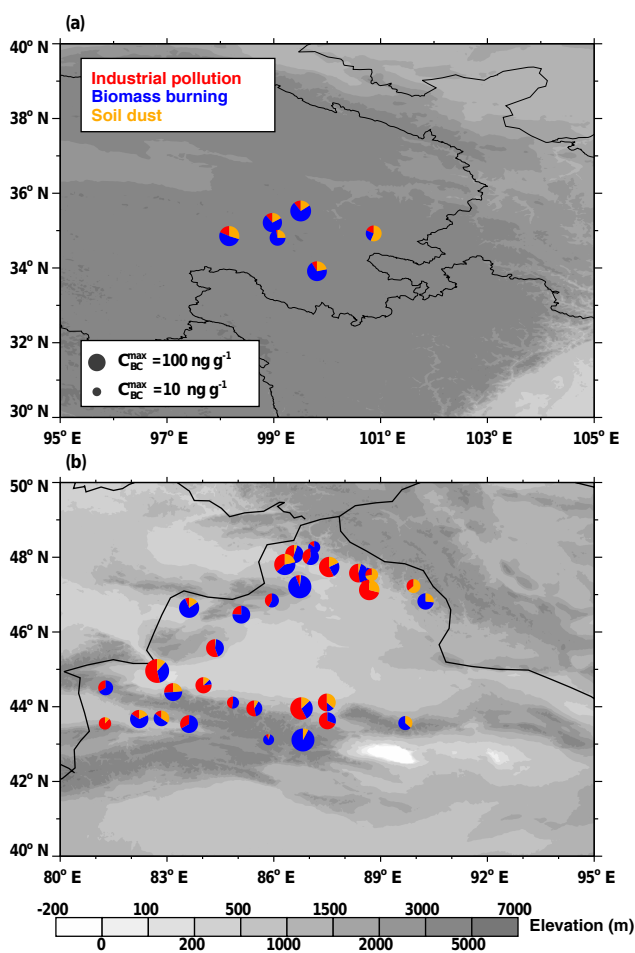 (a)
40° N
Industrial pollution
Biomass burning
Soil dust
38° N
36° N
34° N
32° N
C_BC^max = 100 ng g^-1
C_BC^max = 10 ng g^-1
30° N
95° E 97° E 99° E 101° E 103° E 105° E
(b)
50° N
48° N
46° N
44° N
42° N
40° N
80° E 83° E 86° E 89° E 92° E 95° E
-200 100 500 1500 3000 7000
Elevation (m)
0 200 1000 2000 5000